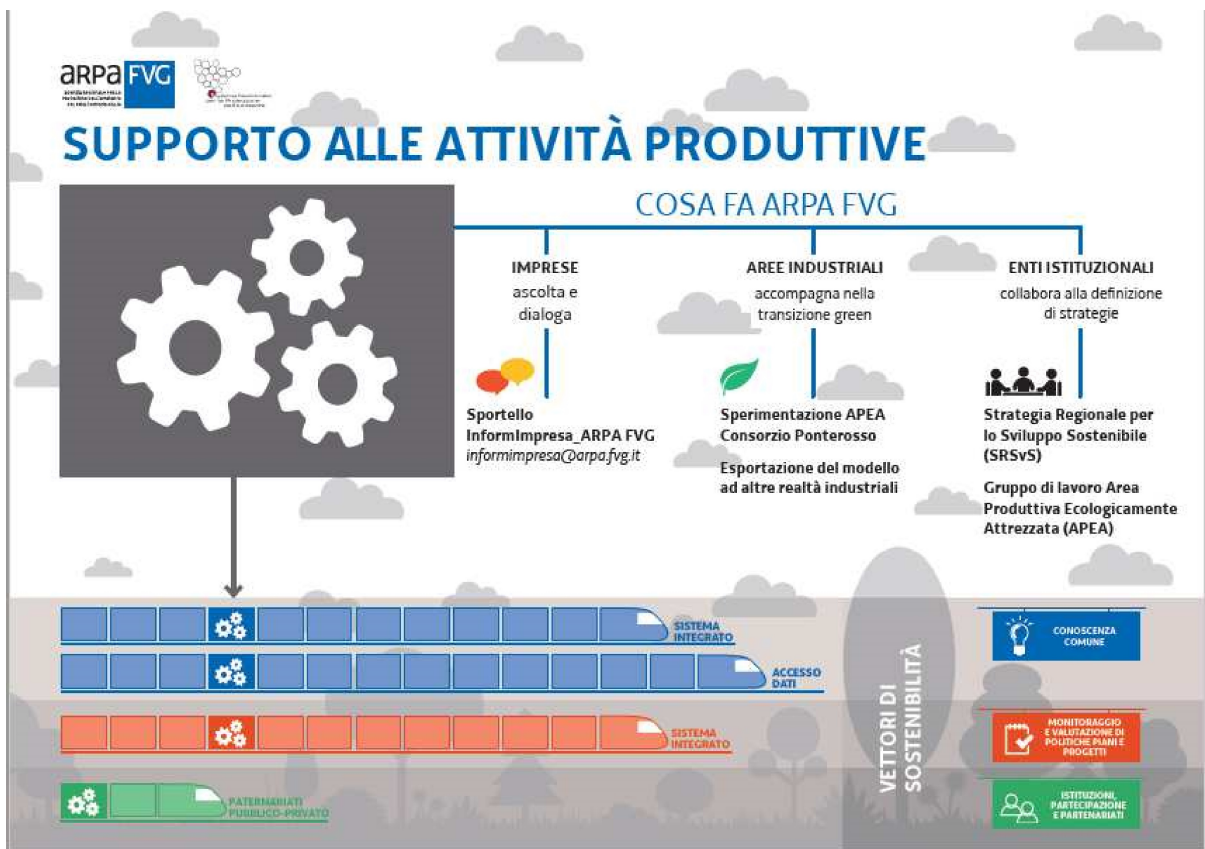 arpa FVG
SUPPORTO ALLE ATTIVITÀ PRODUTTIVE
COSA FA ARPA FVG
IMPRESE
ascolta e
dialoga
Sportello
InformImpresa_ARPA FVG
informimpresa@arpa.fvg.it
AREE INDUSTRIALI
accompagna nella
transizione green
Sperimentazione APEA
Consorzio Ponterosso
Esportazione del modello
ad altre realtà industriali
ENTI ISTITUZIONALI
collabora alla definizione
di strategie
Strategia Regionale per
lo Sviluppo Sostenibile
(SRSvS)
Gruppo di lavoro Area
Produttiva Ecologicamente
Attrezzata (APEA)
SISTEMA
INTEGRATO
ACCESSO
DATI
SISTEMA
INTEGRATO
PATERNARIATI
PUBBLICO-PRIVATO
VETTORI DI
SOSTENIBILITÀ
CONOSCENZA
COMUNE
MONITORAGGIO
E VALUTAZIONE DI
POLITICHE PIANI E
PROGETTI
ISTITUZIONI,
PARTECIPAZIONE
E PARTENARIATI